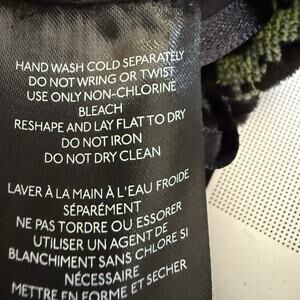 HAND WASH COLD SEPARATELY
DO NOT WRING OR TWIST
USE ONLY NON-CHLORINE
BLEACH
RESHAPE AND LAY FLAT TO DRY
DO NOT IRON
DO NOT DRY CLEAN
LAVER À LA MAIN À L'EAU FROIDE
SÉPARÉMENT
NE PAS TORDRE OU ESSORER
UTILISER UN AGENT DE
BLANCHIMENT SANS CHLORE SI
NÉCESSAIRE
METTRE EN FORME ET SECHER